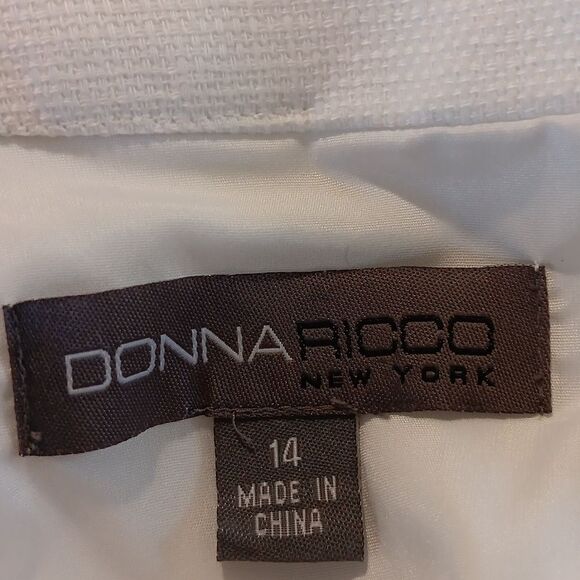 DONNA RICCO
NEW YORK
14
MADE IN
CHINA